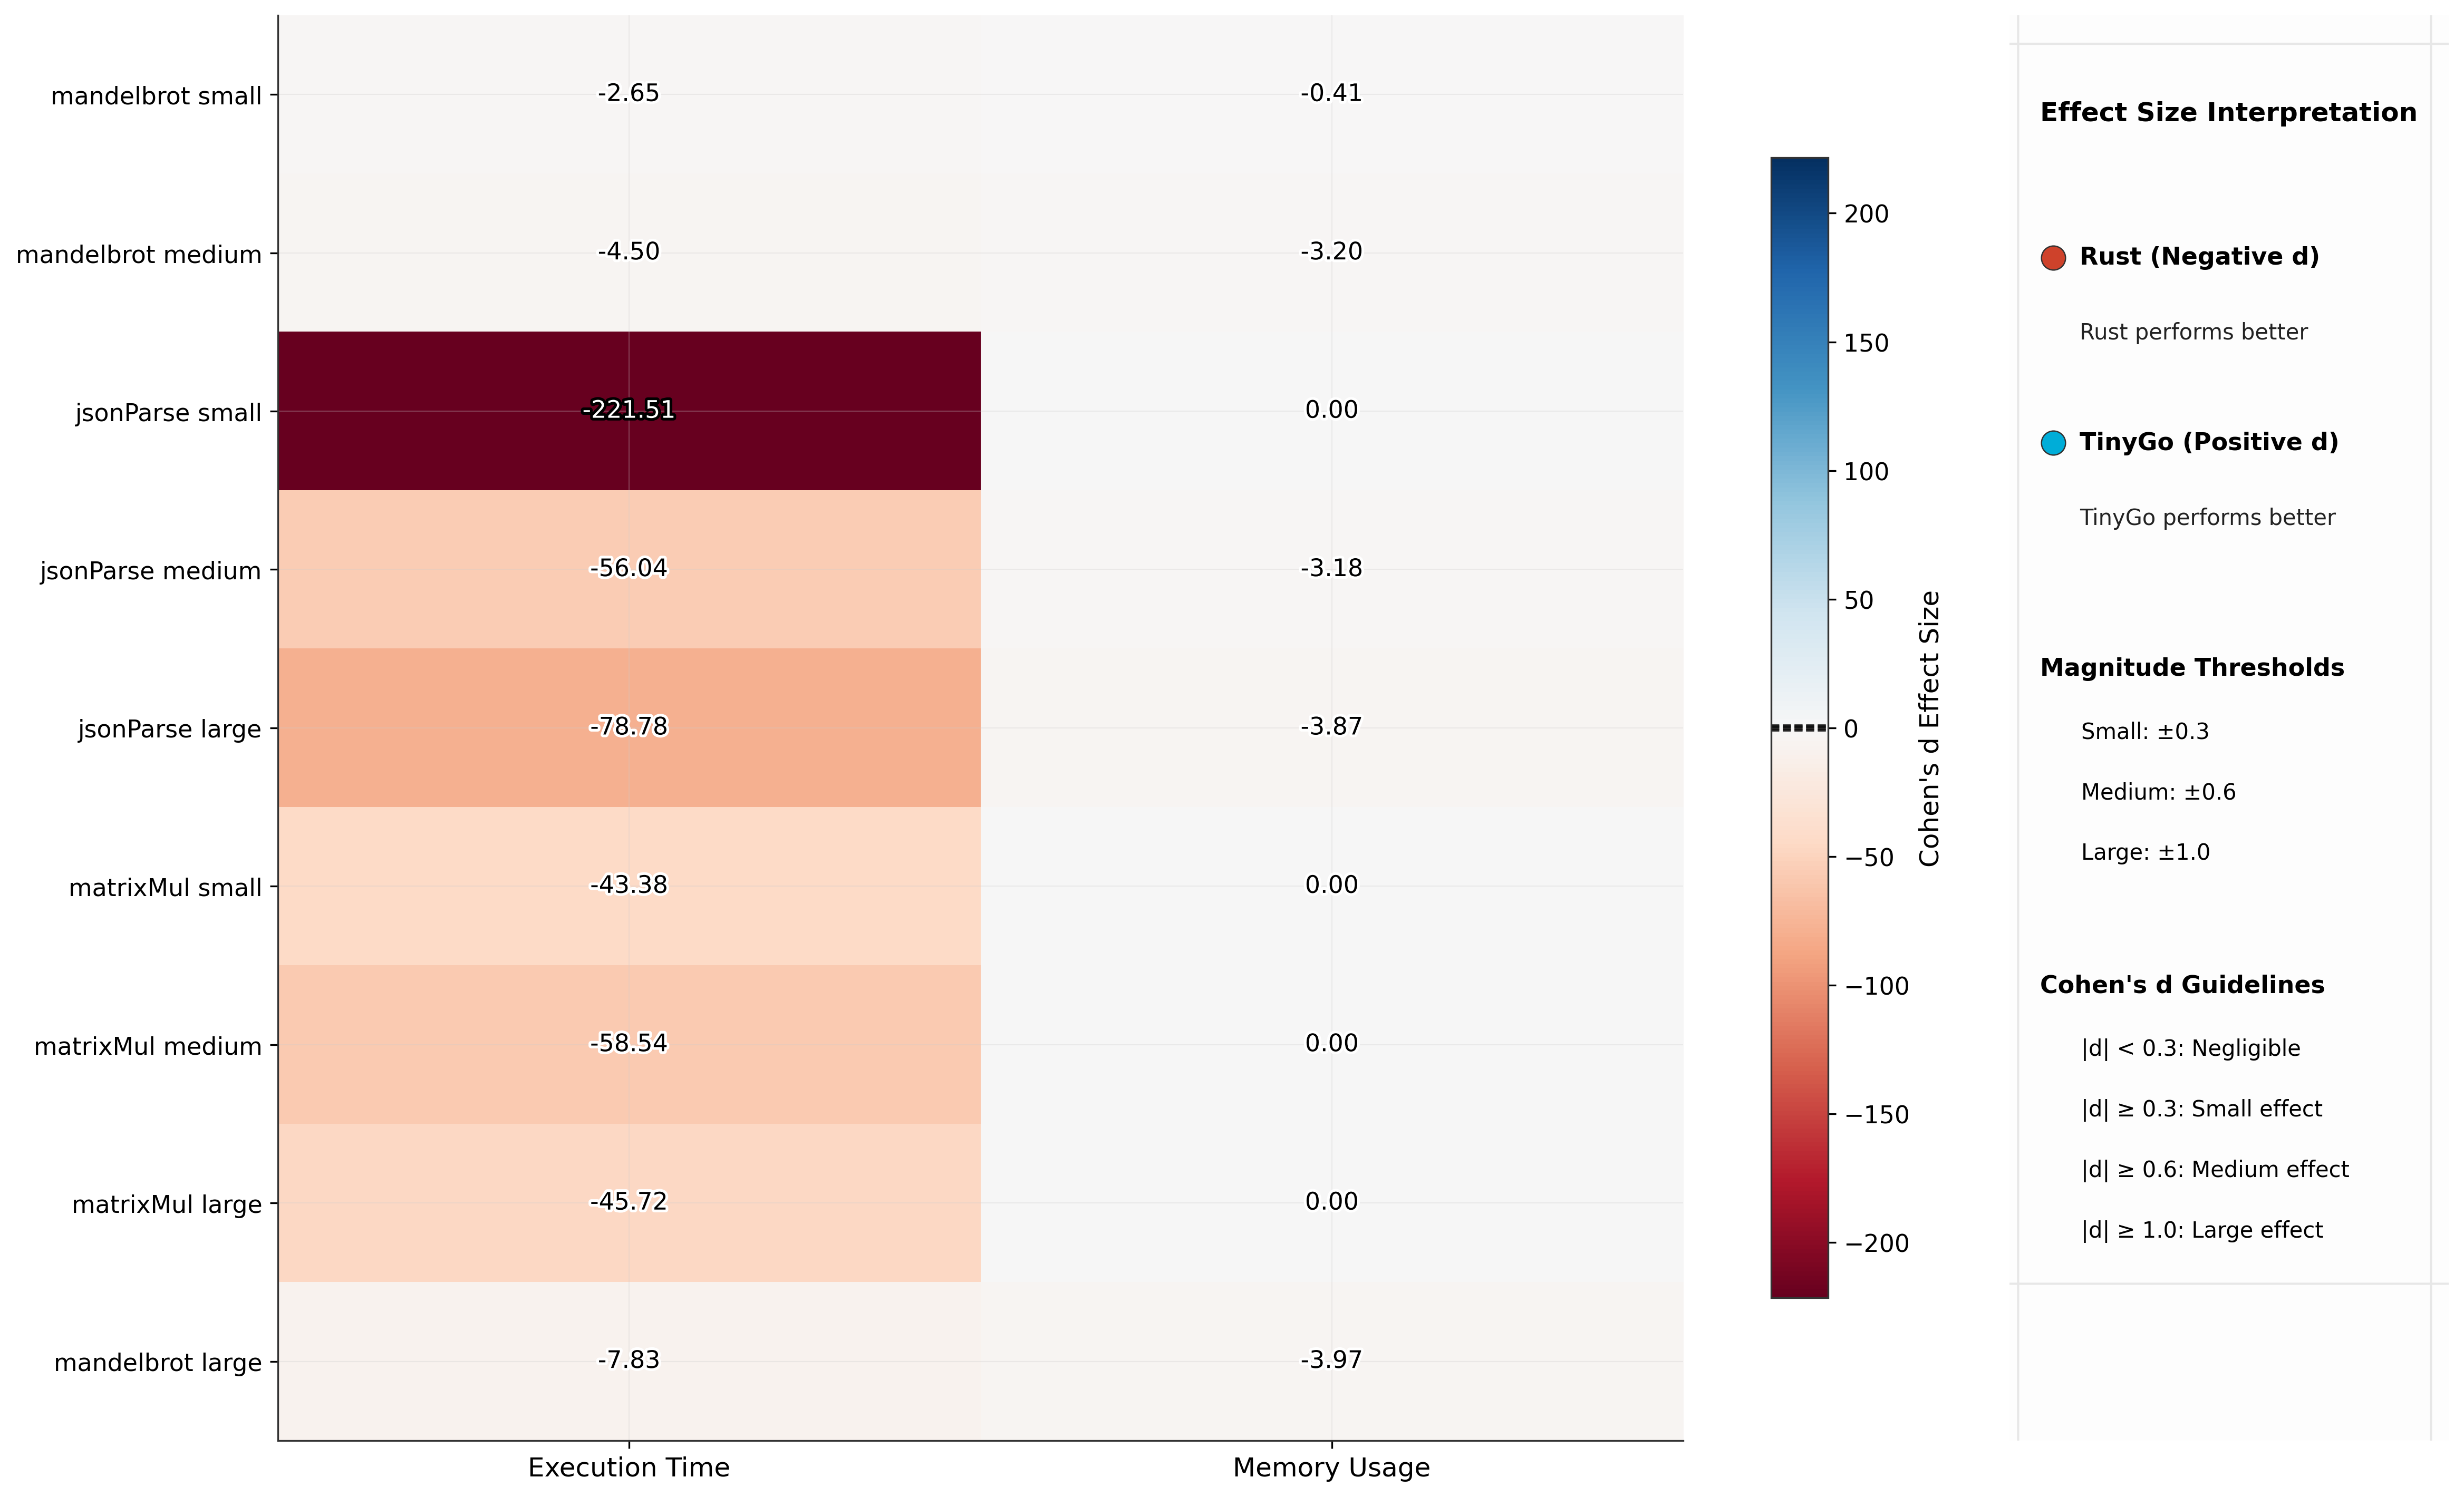 mandelbrot small
-2.65
-0.41
mandelbrot medium
-4.50
-3.20
jsonParse small
-221.51
0.00
jsonParse medium
-56.04
-3.18
jsonParse large
-78.78
-3.87
matrixMul small
-43.38
0.00
matrixMul medium
-58.54
0.00
matrixMul large
-45.72
0.00
mandelbrot large
-7.83
-3.97
Execution Time
Memory Usage
200
150
100
50
0
−50
−100
−150
−200
Cohen's d Effect Size
Effect Size Interpretation
Rust (Negative d)
Rust performs better
TinyGo (Positive d)
TinyGo performs better
Magnitude Thresholds
Small: ±0.3
Medium: ±0.6
Large: ±1.0
Cohen's d Guidelines
|d| < 0.3: Negligible
|d| ≥ 0.3: Small effect
|d| ≥ 0.6: Medium effect
|d| ≥ 1.0: Large effect